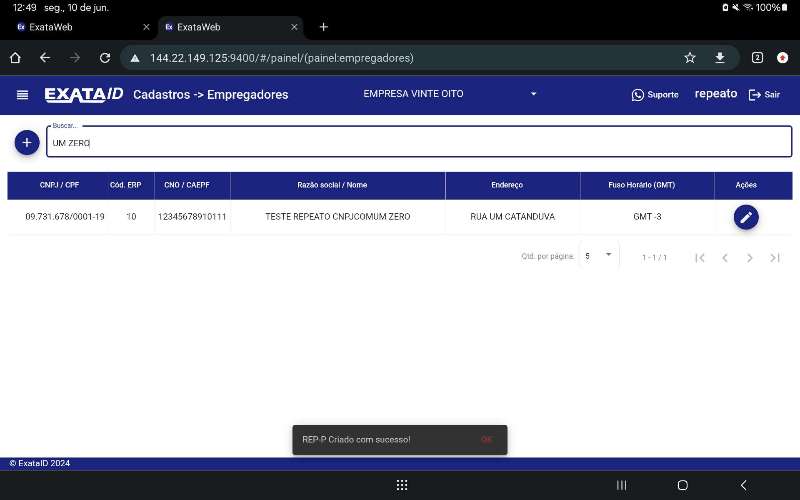 12:49 seg., 10 de jun. 100%
Ex ExataWeb
Ex ExataWeb
144.22.149.125:9400/#/painel/(painel:empregadores) 2
EXATAID Cadastros -> Empregadores EMPRESA VINTE OITO Suporte repeato Sair
Buscar...
UM ZERO
CNPJ / CPF Cód. ERP CNO / CAEPF Razão social / Nome Endereço Fuso Horário (GMT) Ações
09.731.678/0001-19 10 12345678910111 TESTE REPEATO CNPJCOMUM ZERO RUA UM CATANDUVA GMT -3
Qtd. por página: 5 1 - 1 / 1
REP-P Criado com sucesso! OK
© ExataID 2024